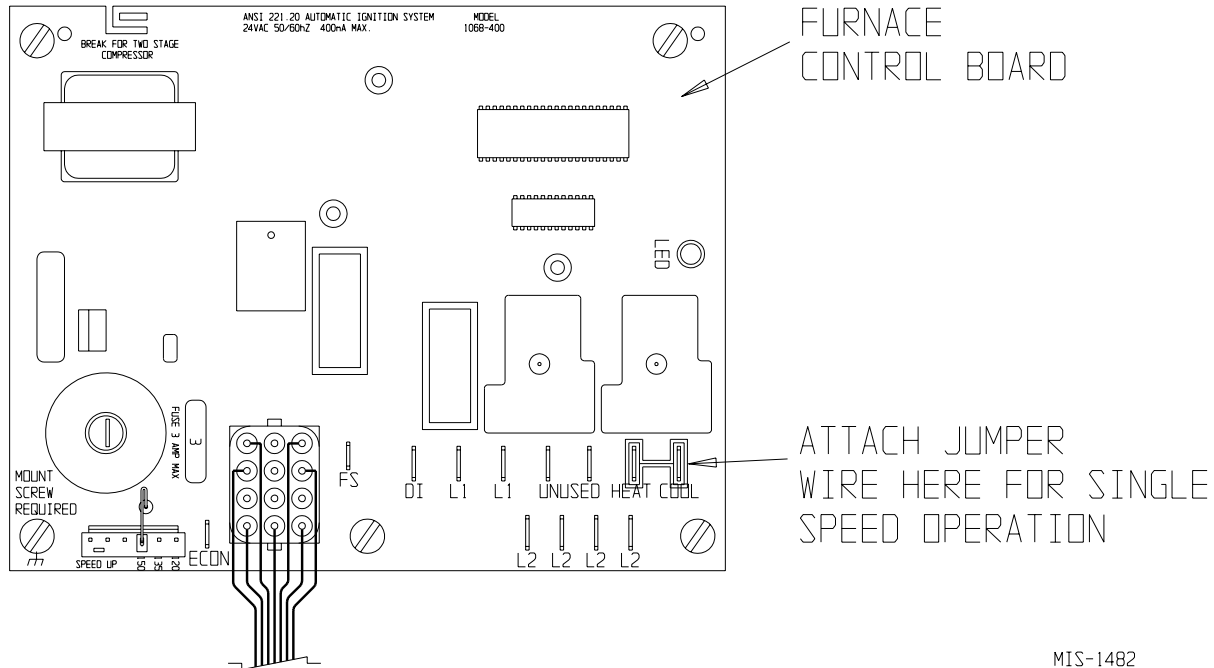 ANSI 221.20 AUTOMATIC IGNITION SYSTEM
24VAC 50/60hZ 400mA MAX.
MODEL
1068-400
BREAK FOR TWO STAGE
COMPRESSOR
FURNACE
CONTROL BOARD
LED
FUSE 3 AMP MAX
3
MOUNT
SCREW
REQUIRED
FS
DI
L1
L1
UNUSED
HEAT
COOL
ATTACH JUMPER
WIRE HERE FOR SINGLE
SPEED OPERATION
SPEED UP
150
135
120
ECON
L2
L2
L2
L2
MIS-1482